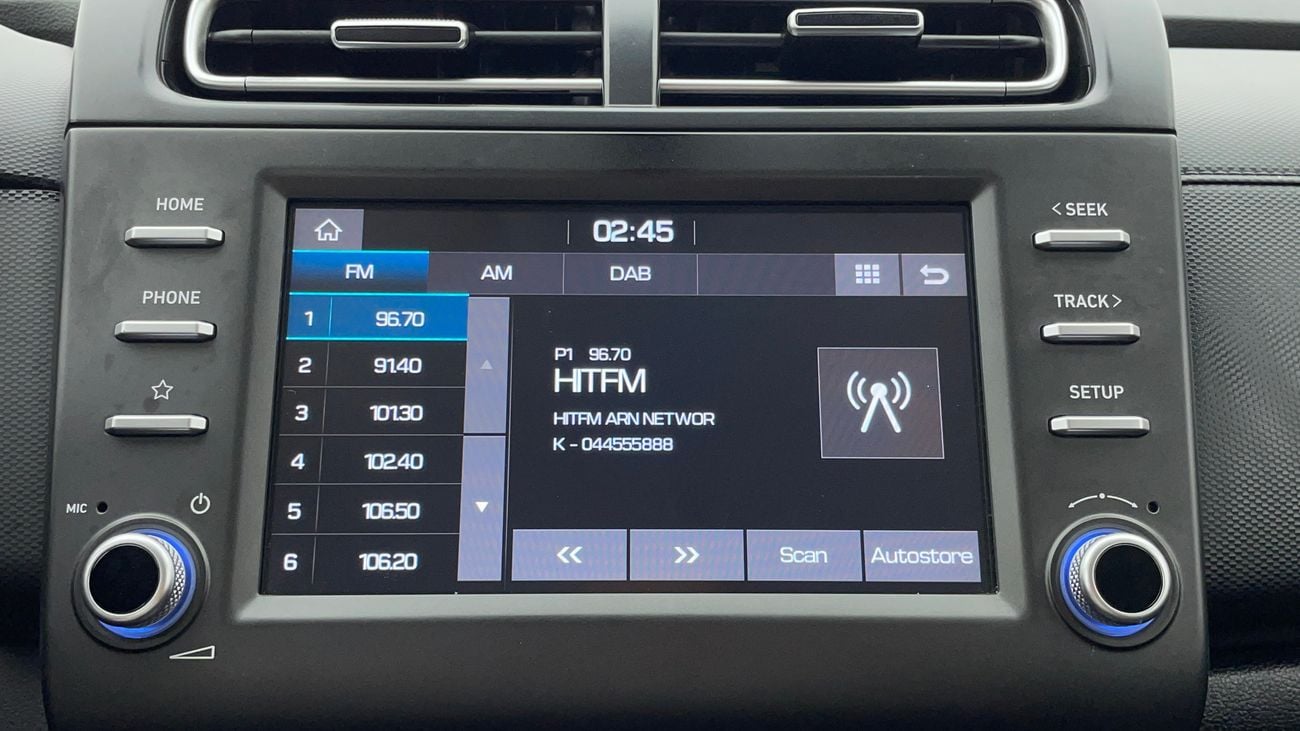 HOME
PHONE
MIC
02:45
FM AM DAB
1 96.70
2 91.40
3 101.30
4 102.40
5 106.50
6 106.20
P1 96.70
HITFM
HITFM ARN NETWOR
K - 044555888
<< >> Scan Autostore
< SEEK
TRACK >
SETUP